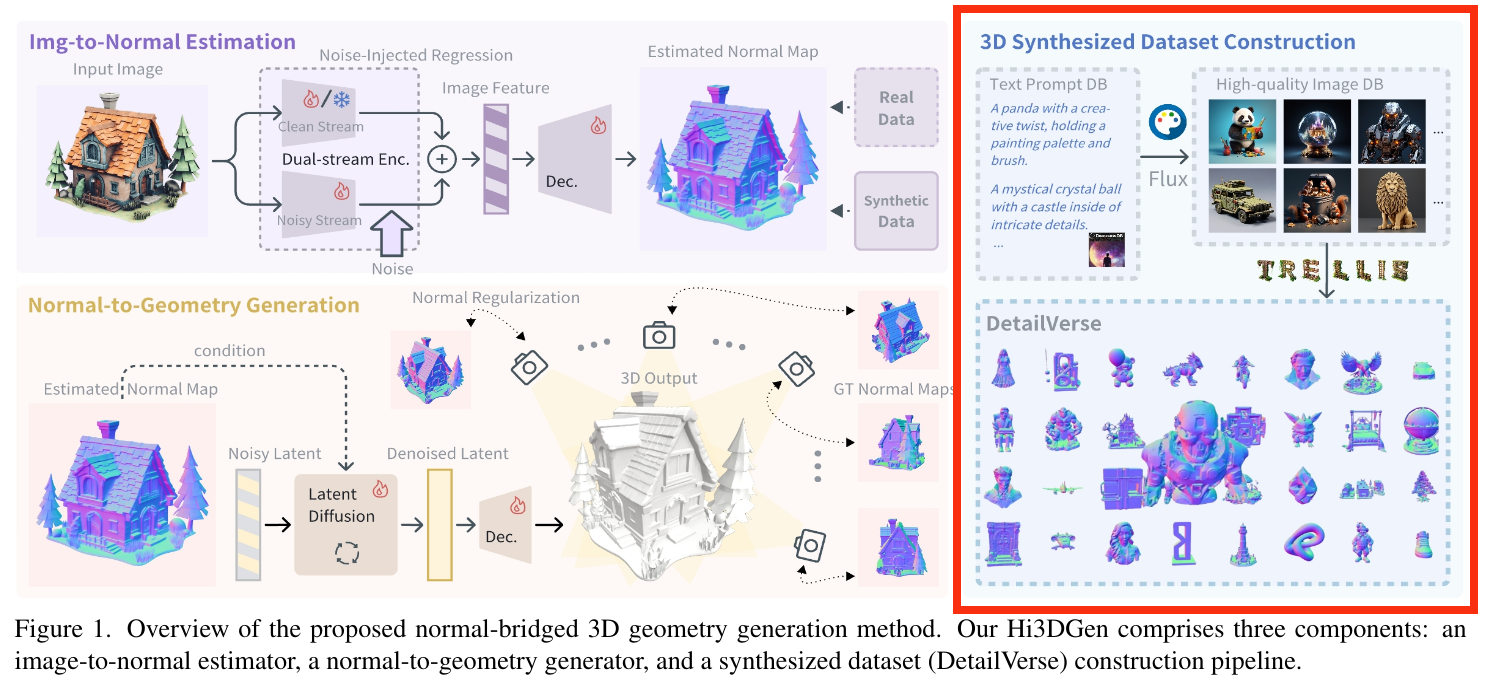 Img-to-Normal Estimation
Input Image
Noise-Injected Regression
Clean Stream
Dual-stream Enc.
Noisy Stream
Noise
Image Feature
Dec.
Estimated Normal Map
Real
Data
Synthetic
Data
Normal-to-Geometry Generation
condition
Estimated Normal Map
Noisy Latent
Latent
Diffusion
Denoised Latent
Dec.
Normal Regularization
3D Output
GT Normal Maps
3D Synthesized Dataset Construction
Text Prompt DB
A panda with a crea-
tive twist, holding a
painting palette and
brush.
A mystical crystal ball
with a castle inside of
intricate details.
...
Flux
High-quality Image DB
...
...
TRELLIS
DetailVerse
Figure 1. Overview of the proposed normal-bridged 3D geometry generation method. Our Hi3DGen comprises three components: an
image-to-normal estimator, a normal-to-geometry generator, and a synthesized dataset (DetailVerse) construction pipeline.